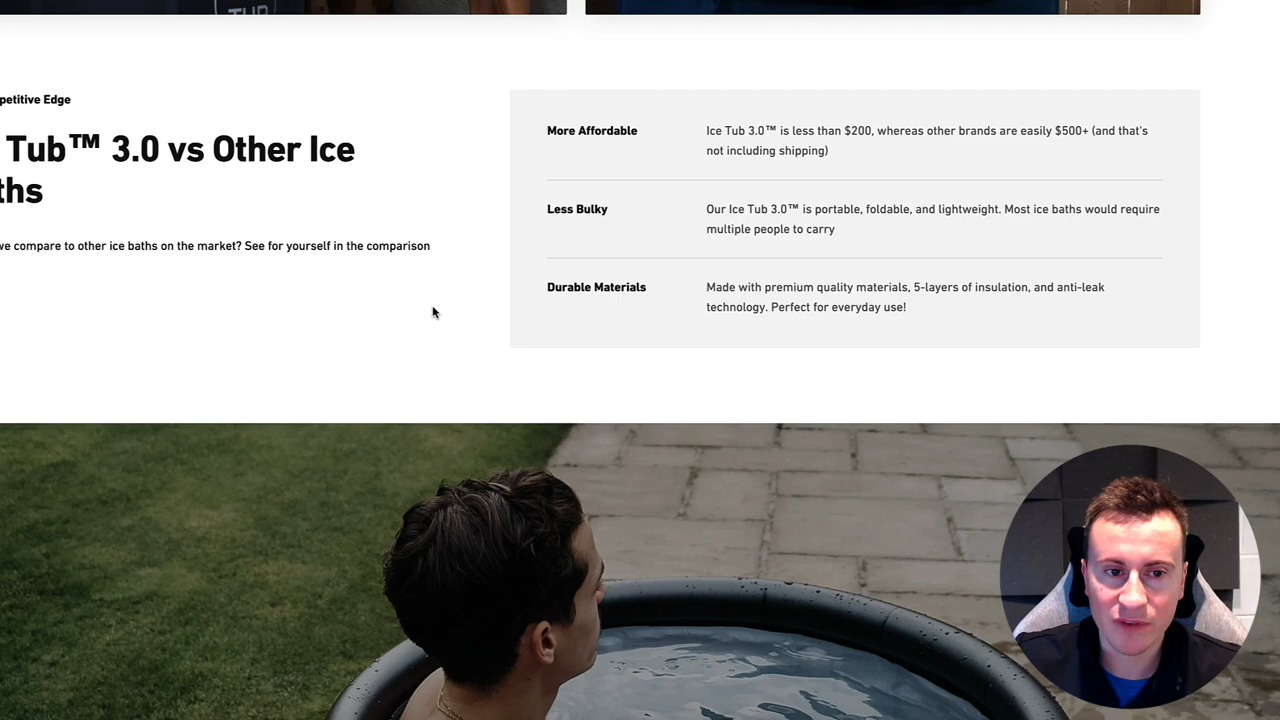 TUB
petitive Edge
Tub™ 3.0 vs Other Ice
ths
we compare to other ice baths on the market? See for yourself in the comparison
More Affordable
Ice Tub 3.0™ is less than $200, whereas other brands are easily $500+ (and that's
not including shipping)
Less Bulky
Our Ice Tub 3.0™ is portable, foldable, and lightweight. Most ice baths would require
multiple people to carry
Durable Materials
Made with premium quality materials, 5-layers of insulation, and anti-leak
technology. Perfect for everyday use!